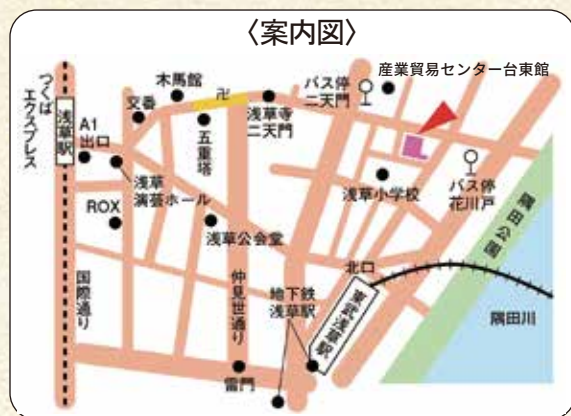 〈案内図〉
産業貿易センター台東館
バス停
二天門
木馬館
卍
交番
浅草寺
二天門
五重塔
つくば
エクスプレス
浅草駅
A1
出口
浅草
演芸ホール
浅草小学校
バス停
花川戸
ROX
浅草公会堂
隅田公園
北口
国際通り
仲見世通り
地下鉄
浅草駅
東武浅草駅
隅田川
雷門